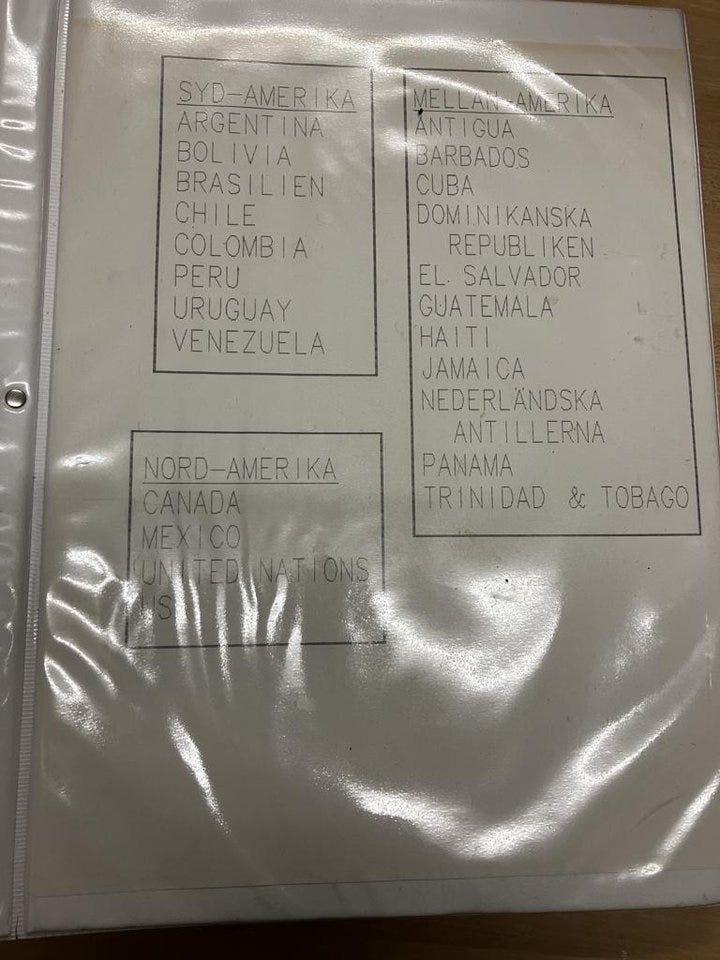 SYD-AMERIKA
ARGENTINA
BOLIVIA
BRASILIEN
CHILE
COLOMBIA
PERU
URUGUAY
VENEZUELA
MELLAN-AMERIKA
ANTIGUA
BARBADOS
CUBA
DOMINIKANSKA
REPUBLIKEN
EL. SALVADOR
GUATEMALA
HAITI
JAMAICA
NEDERLÄNDSKA
ANTILLERNA
PANAMA
TRINIDAD & TOBAGO
NORD-AMERIKA
CANADA
MEXICO
UNITED NATIONS